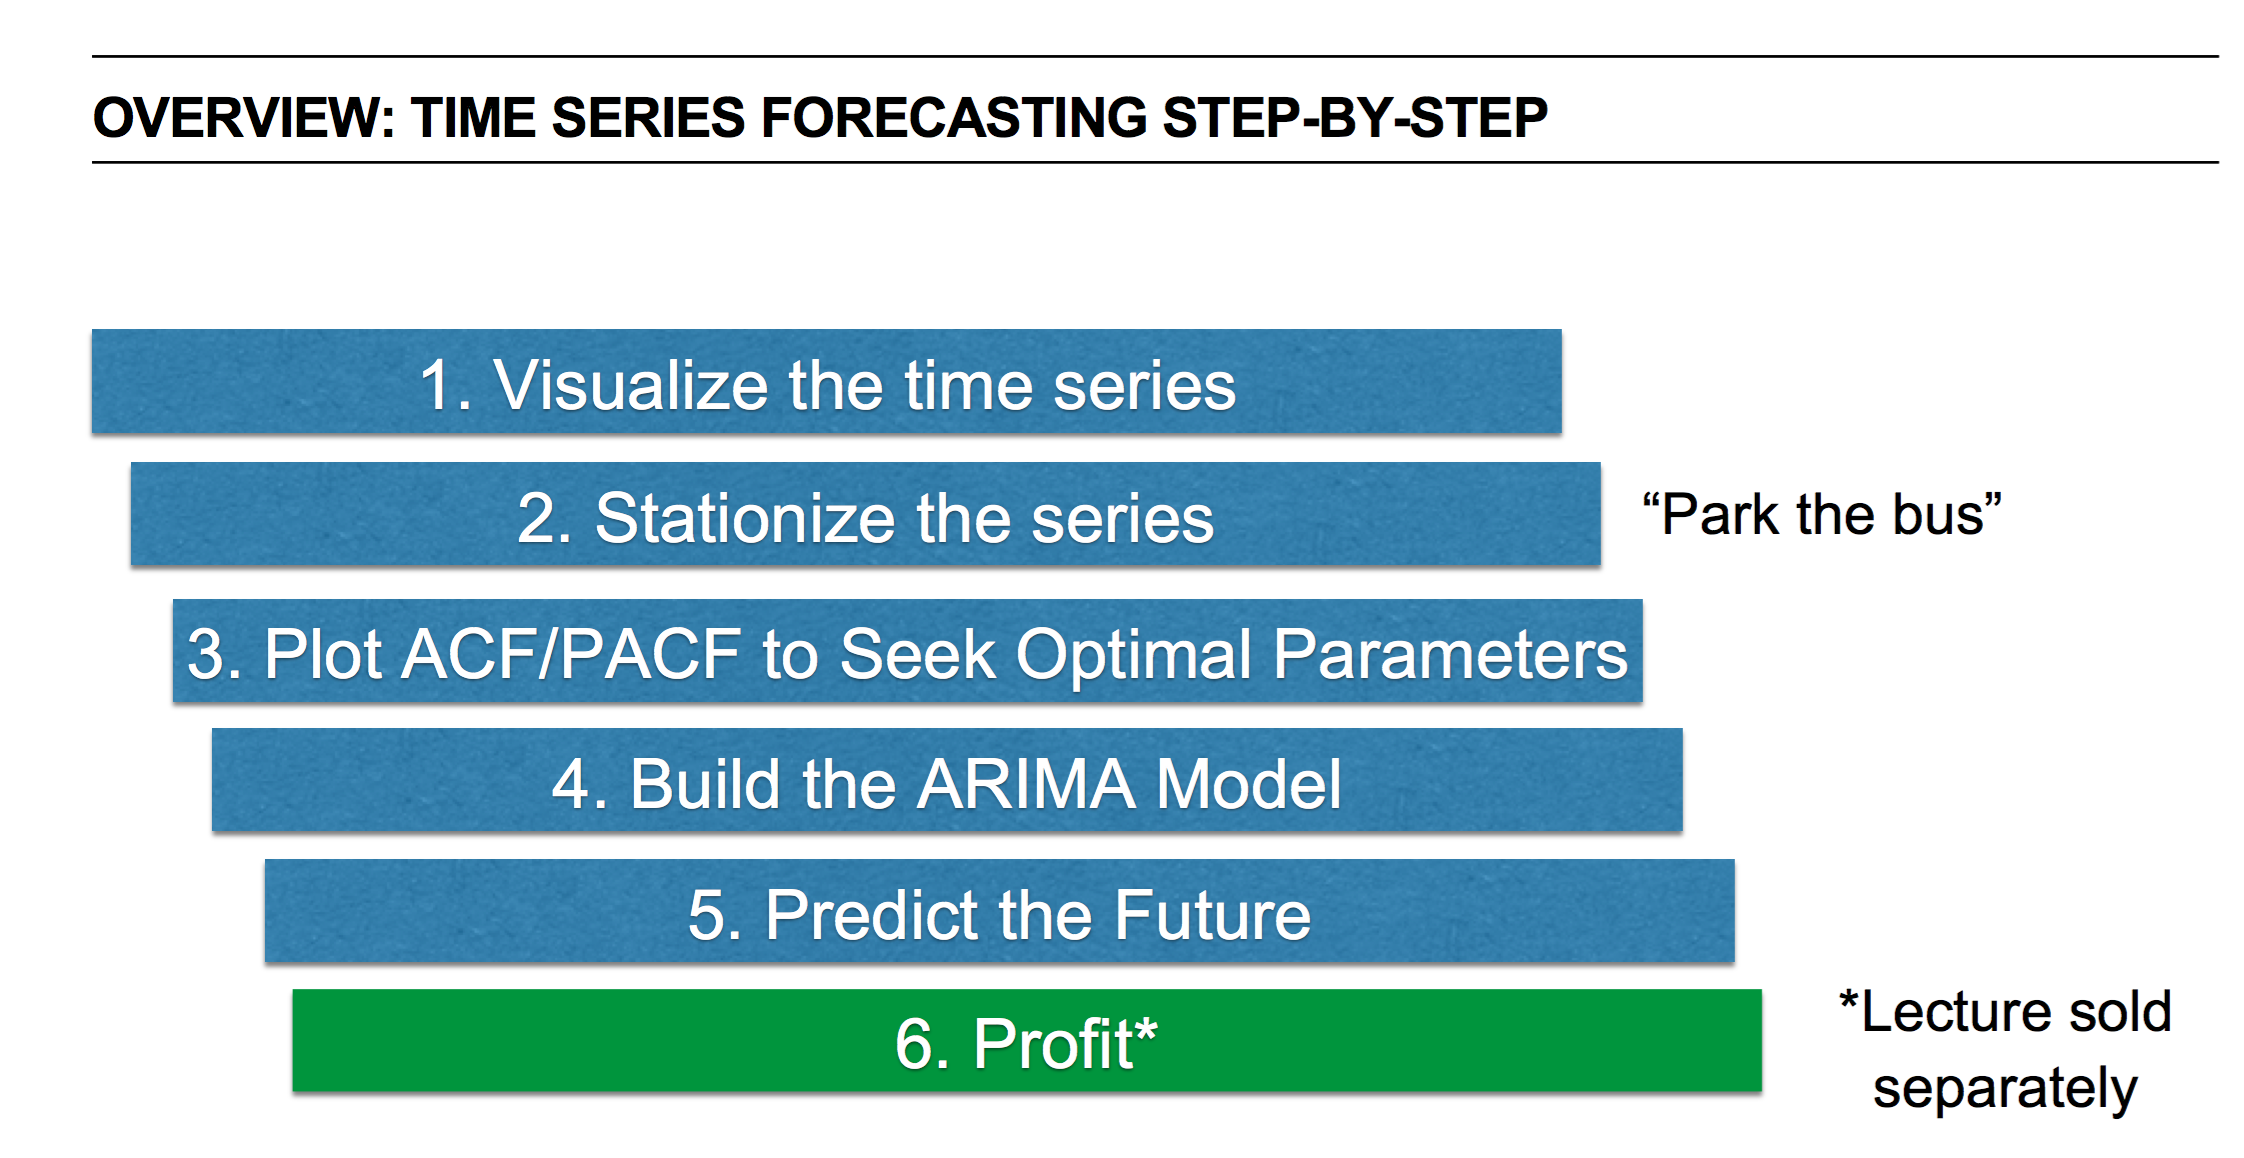 OVERVIEW: TIME SERIES FORECASTING STEP-BY-STEP
1. Visualize the time series
2. Stationize the series
“Park the bus”
3. Plot ACF/PACF to Seek Optimal Parameters
4. Build the ARIMA Model
5. Predict the Future
6. Profit*
*Lecture sold
separately